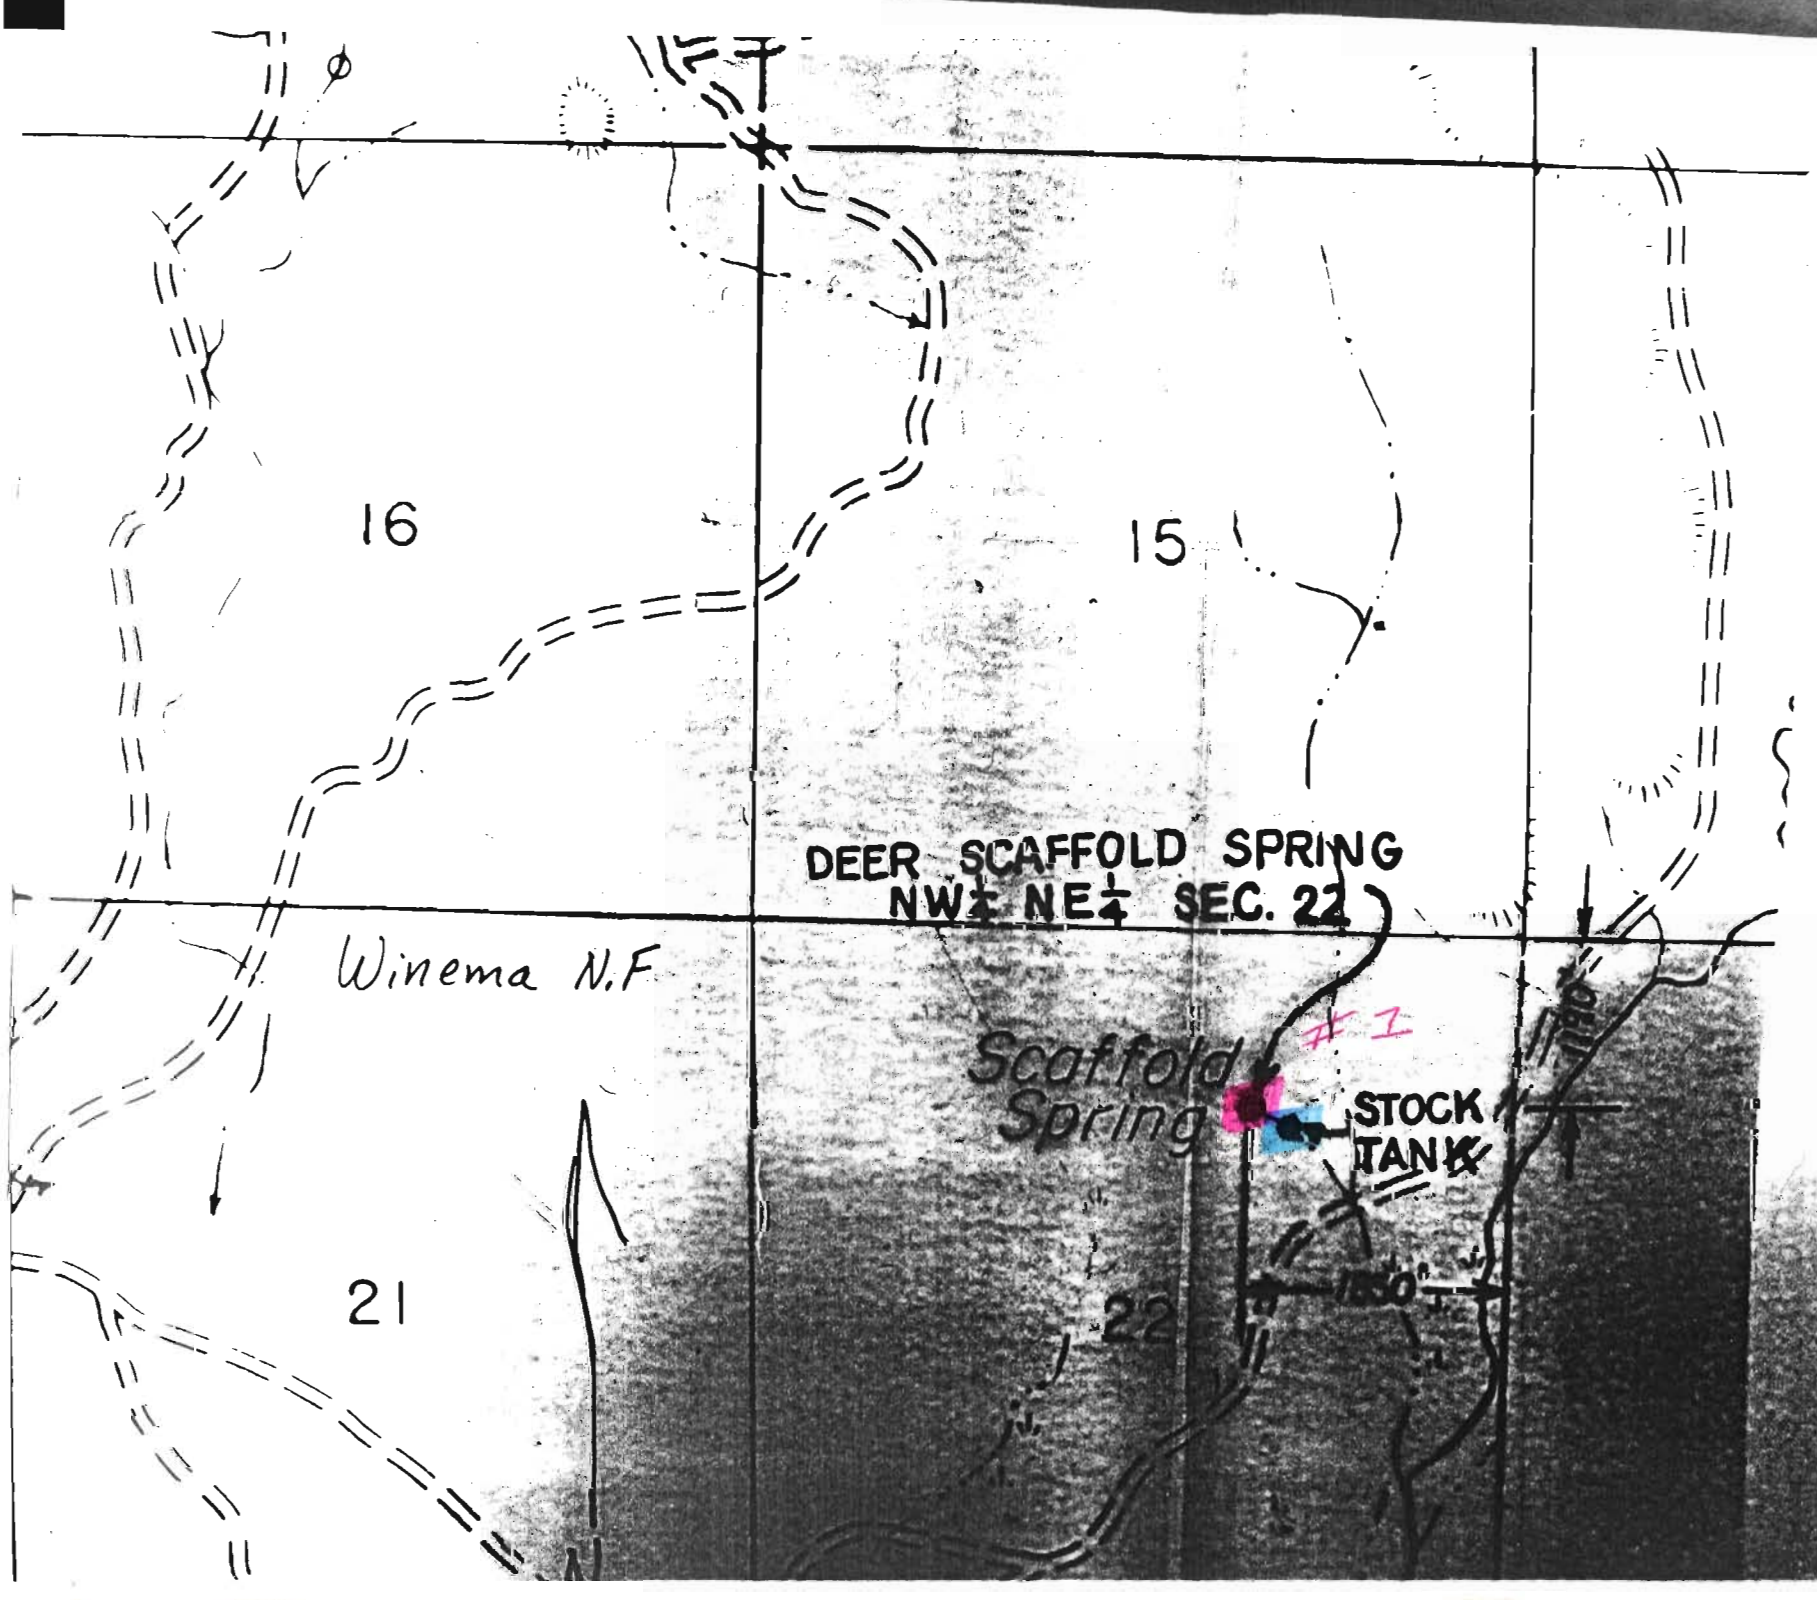 16
15
DEER SCAFFOLD SPRING
NW¼ NE¼ SEC. 22
Winema N.F
# 1
Scaffold
Spring
STOCK
TANK
21
22